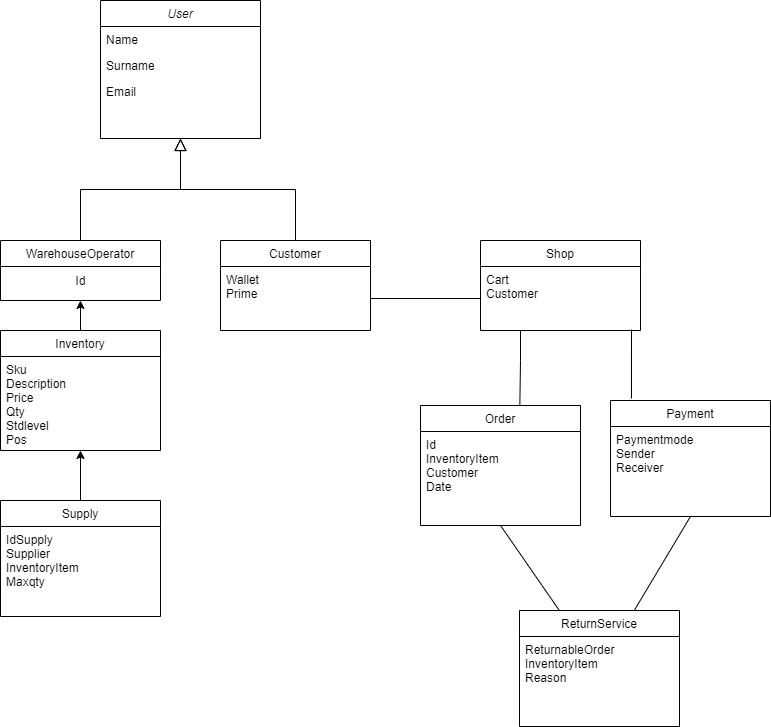 User
Name
Surname
Email
WarehouseOperator
Id
Customer
Wallet
Prime
Shop
Cart
Customer
Inventory
Sku
Description
Price
Qty
Stdlevel
Pos
Order
Id
InventoryItem
Customer
Date
Payment
Paymentmode
Sender
Receiver
Supply
IdSupply
Supplier
InventoryItem
Maxqty
ReturnService
ReturnableOrder
InventoryItem
Reason